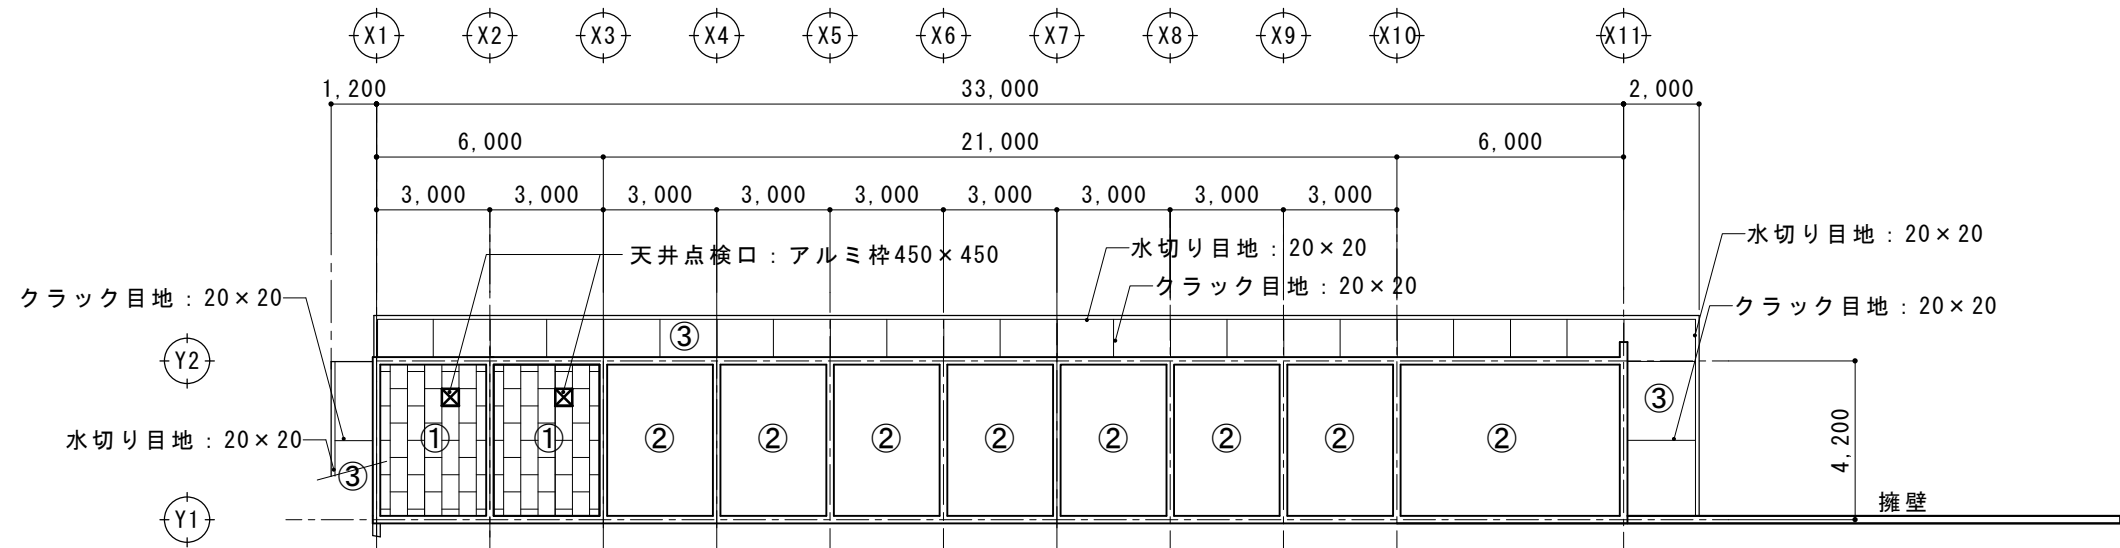 X1 X2 X3 X4 X5 X6 X7 X8 X9 X10 X11
1,200 33,000 2,000
6,000 21,000 6,000
3,000 3,000 3,000 3,000 3,000 3,000 3,000 3,000 3,000
水切り目地：20×20
天井点検口：アルミ枠450×450
水切り目地：20×20
クラック目地：20×20
クラック目地：20×20
クラック目地：20×20
③
Y2
③
4,200
水切り目地：20×20
① ① ② ② ② ② ② ② ② ②
③
擁壁
Y1